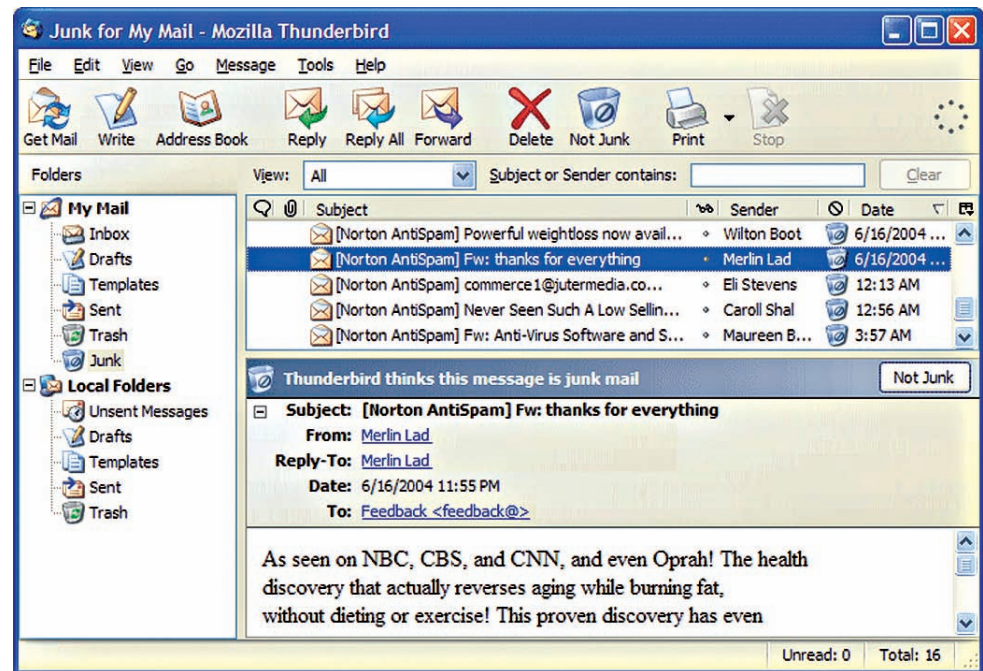 Junk for My Mail - Mozilla Thunderbird
File Edit View Go Message Tools Help
Get Mail Write Address Book Reply Reply All Forward Delete Not Junk Print Stop
Folders View: All Subject or Sender contains: Clear
My Mail
Inbox
Drafts
Templates
Sent
Trash
Junk
Local Folders
Unsent Messages
Drafts
Templates
Sent
Trash
Subject Sender Date
[Norton AntiSpam] Powerful weightloss now avail... Wilton Boot 6/16/2004 ...
[Norton AntiSpam] Fw: thanks for everything Merlin Lad 6/16/2004 ...
[Norton AntiSpam] commerce1@jutermedia.co... Eli Stevens 12:13 AM
[Norton AntiSpam] Never Seen Such A Low Sellin... Caroll Shal 12:56 AM
[Norton AntiSpam] Fw: Anti-Virus Software and S... Maureen B... 3:57 AM
Thunderbird thinks this message is junk mail Not Junk
Subject: [Norton AntiSpam] Fw: thanks for everything
From: Merlin Lad
Reply-To: Merlin Lad
Date: 6/16/2004 11:55 PM
To: Feedback <feedback@>
As seen on NBC, CBS, and CNN, and even Oprah! The health
discovery that actually reverses aging while burning fat,
without dieting or exercise! This proven discovery has even
Unread: 0 Total: 16